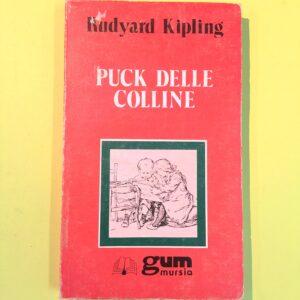 Rudyard Kipling
PUCK DELLE
COLLINE
gum
mursia